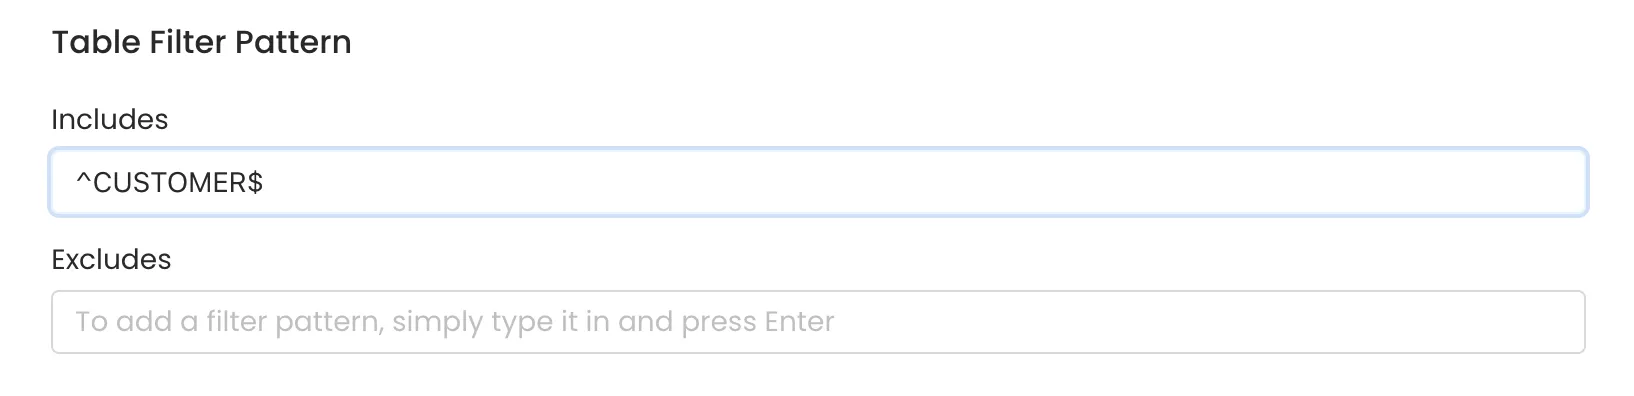 Table Filter Pattern
Includes
^CUSTOMER$
Excludes
To add a filter pattern, simply type it in and press Enter